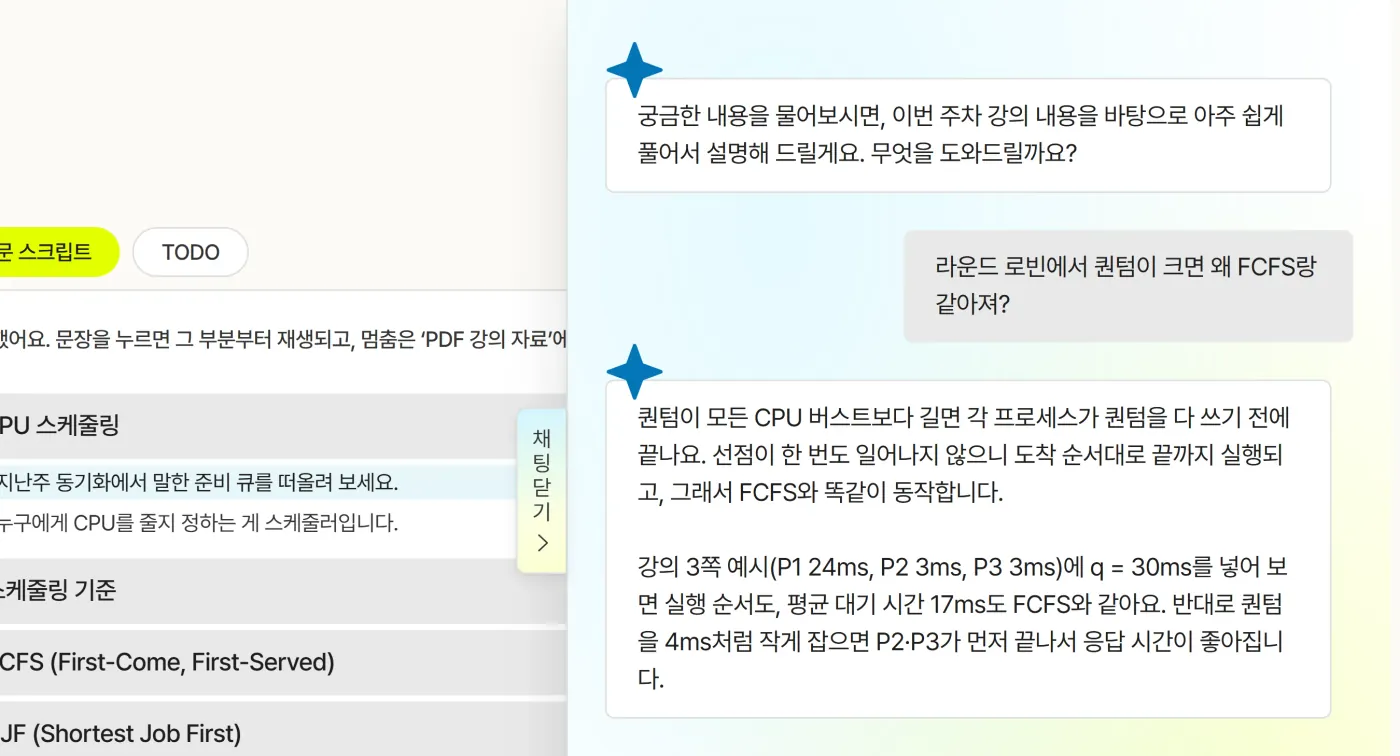 문 스크립트
TODO
했어요. 문장을 누르면 그 부분부터 재생되고, 멈춤은 ‘PDF 강의 자료’에
PU 스케줄링
지난주 동기화에서 말한 준비 큐를 떠올려 보세요.
누구에게 CPU를 줄지 정하는 게 스케줄러입니다.
스케줄링 기준
CFS (First-Come, First-Served)
JF (Shortest Job First)
채팅닫기
궁금한 내용을 물어보시면, 이번 주차 강의 내용을 바탕으로 아주 쉽게
풀어서 설명해 드릴게요. 무엇을 도와드릴까요?
라운드 로빈에서 퀀텀이 크면 왜 FCFS랑
같아져?
퀀텀이 모든 CPU 버스트보다 길면 각 프로세스가 퀀텀을 다 쓰기 전에
끝나요. 선점이 한 번도 일어나지 않으니 도착 순서대로 끝까지 실행되
고, 그래서 FCFS와 똑같이 동작합니다.
강의 3쪽 예시(P1 24ms, P2 3ms, P3 3ms)에 q = 30ms를 넣어 보
면 실행 순서도, 평균 대기 시간 17ms도 FCFS와 같아요. 반대로 퀀텀
을 4ms처럼 작게 잡으면 P2·P3가 먼저 끝나서 응답 시간이 좋아집니
다.